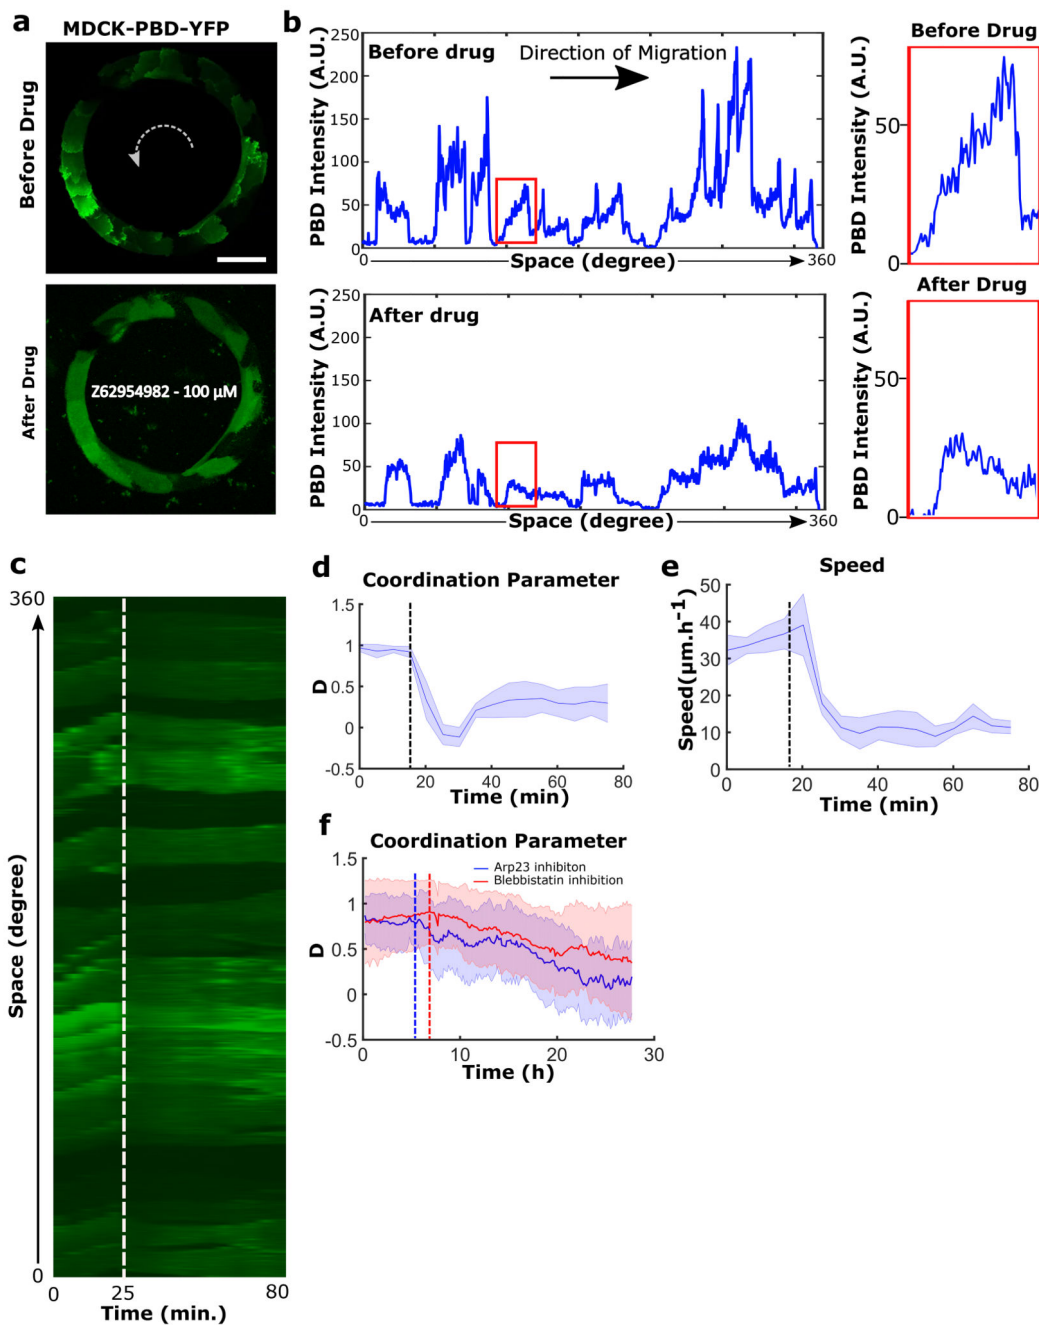 a
MDCK-PBD-YFP
Before Drug
After Drug
Z62954982 - 100 µM
b
Before drug
Direction of Migration
PBD Intensity (A.U.)
250
200
150
100
50
0
0
Space (degree)
360
After drug
PBD Intensity (A.U.)
250
200
150
100
50
0
0
Space (degree)
360
Before Drug
PBD Intensity (A.U.)
50
0
After Drug
PBD Intensity (A.U.)
50
0
c
360
Space (degree)
0
0
25
80
Time (min.)
d
Coordination Parameter
D
1.5
1
0.5
0
-0.5
0
20
40
60
80
Time (min)
e
Speed
Speed(µm.h⁻¹)
50
40
30
20
10
0
0
20
40
60
80
Time (min)
f
Coordination Parameter
Arp23 inhibiton
Blebbistatin inhibition
D
1.5
1
0.5
0
-0.5
0
10
20
30
Time (h)